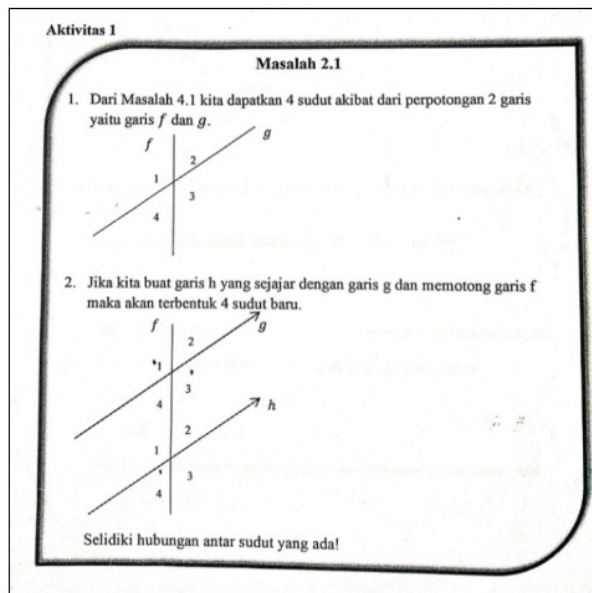 Aktivitas 1
Masalah 2.1
1. Dari Masalah 4.1 kita dapatkan 4 sudut akibat dari perpotongan 2 garis
yaitu garis f dan g.
f
g
2
1
3
4
2. Jika kita buat garis h yang sejajar dengan garis g dan memotong garis f
maka akan terbentuk 4 sudut baru.
f
g
2
1
3
4
h
2
1
3
4
Selidiki hubungan antar sudut yang ada!